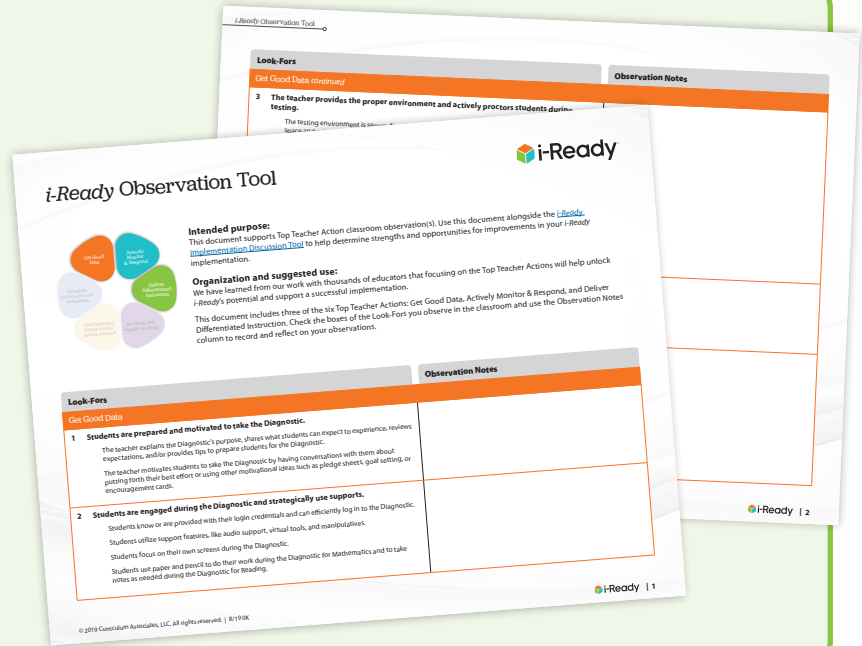 i-Ready Observation Tool
Look-Fors
Observation Notes
Get Good Data continued
3 The teacher provides the proper environment and actively proctors students during
testing.
The testing environment is
i-Ready | 2
i-Ready
i-Ready Observation Tool
Get Good
Data
Actively
Monitor
& Respond
Deliver
Differentiated
Instruction
Intended purpose:
This document supports Top Teacher Action classroom observation(s). Use this document alongside the i-Ready
Implementation Discussion Tool to help determine strengths and opportunities for improvements in your i-Ready
implementation.
Organization and suggested use:
We have learned from our work with thousands of educators that focusing on the Top Teacher Actions will help unlock
i-Ready's potential and support a successful implementation.
This document includes three of the six Top Teacher Actions: Get Good Data, Actively Monitor & Respond, and Deliver
Differentiated Instruction. Check the boxes of the Look-Fors you observe in the classroom and use the Observation Notes
column to record and reflect on your observations.
Look-Fors
Observation Notes
Get Good Data
1 Students are prepared and motivated to take the Diagnostic.
The teacher explains the Diagnostic's purpose, shares what students can expect to experience, reviews
expectations, and/or provides tips to prepare students for the Diagnostic.
The teacher motivates students to take the Diagnostic by having conversations with them about
putting forth their best effort or using other motivational ideas such as pledge sheets, goal setting, or
encouragement cards.
2 Students are engaged during the Diagnostic and strategically use supports.
Students know or are provided with their login credentials and can efficiently log in to the Diagnostic.
Students utilize support features, like audio support, virtual tools, and manipulatives.
Students focus on their own screens during the Diagnostic.
Students use paper and pencil to do their work during the Diagnostic for Mathematics and to take
notes as needed during the Diagnostic for Reading.
© 2019 Curriculum Associates, LLC. All rights reserved. | 8/19 0K
i-Ready | 1